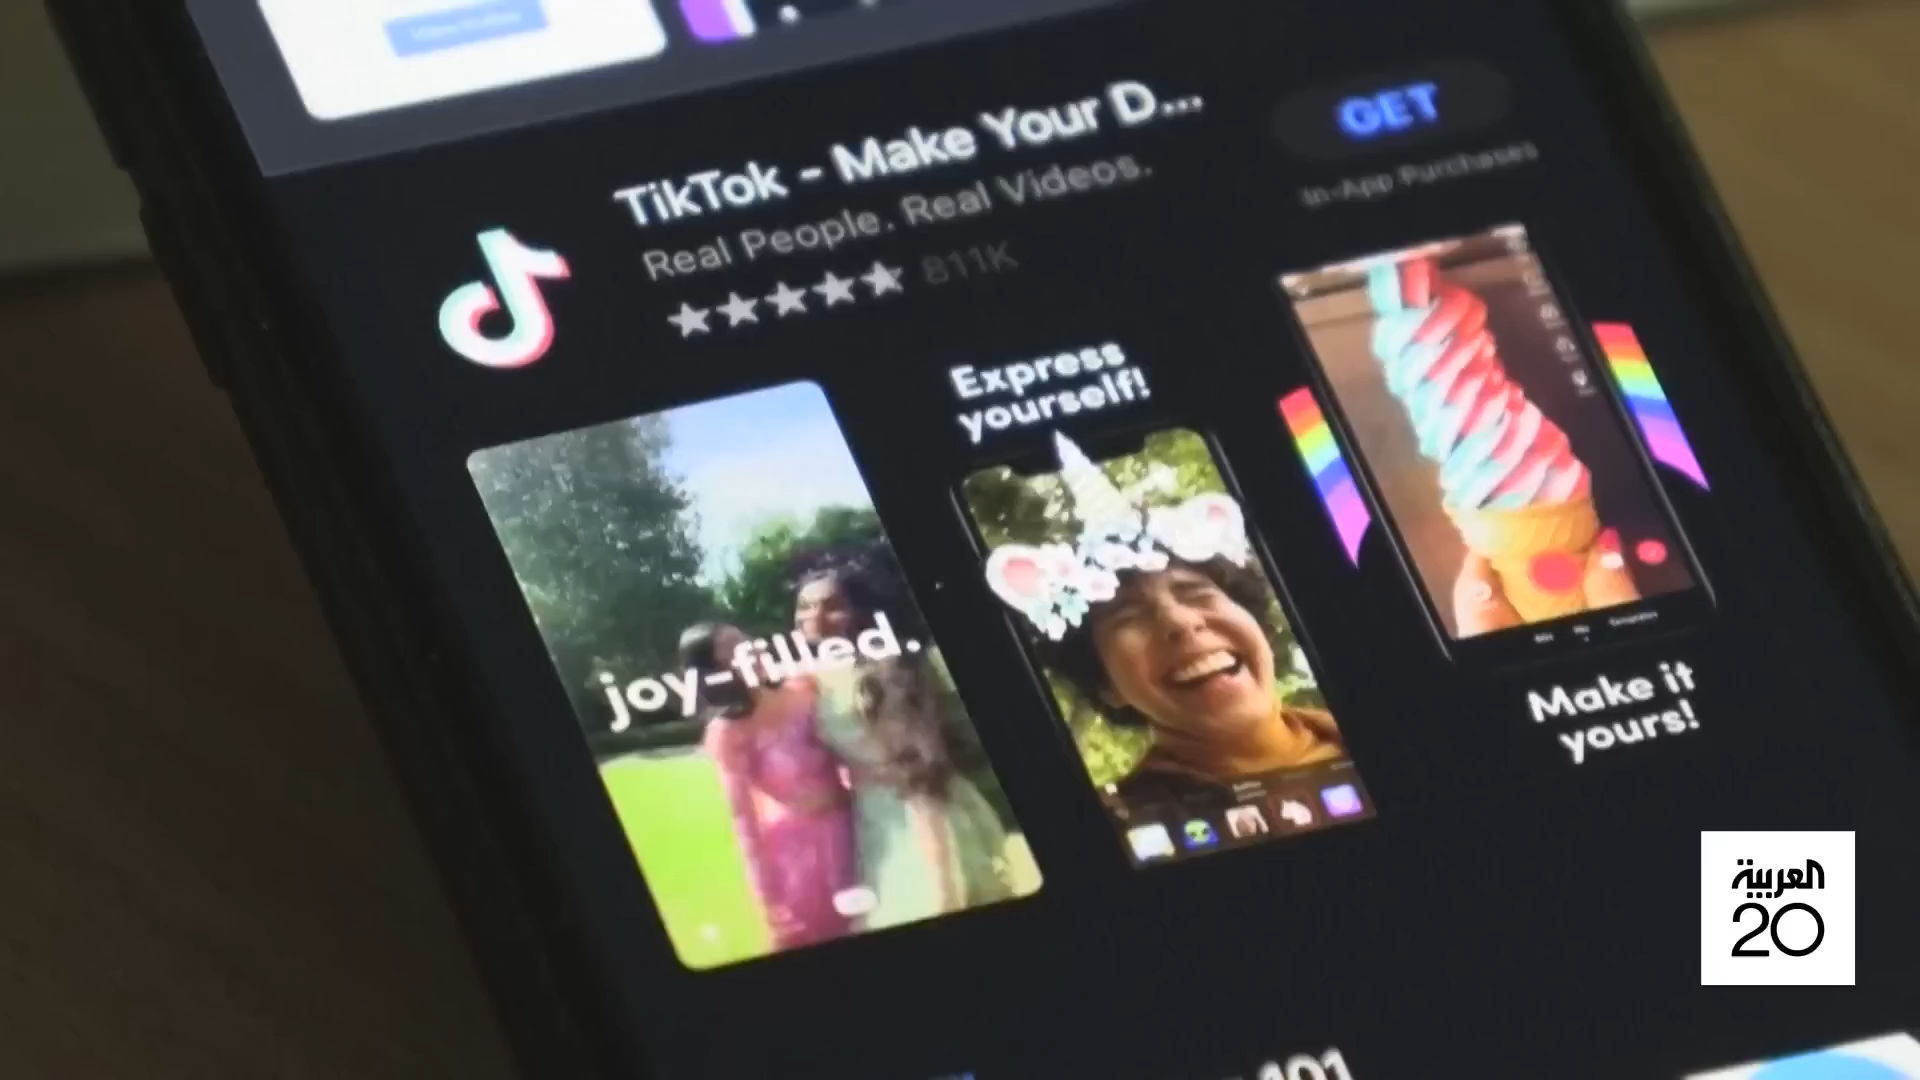 TikTok - Make Your D...
GET
Real People. Real Videos.
In-App Purchases
811K
Express
yourself!
joy-filled.
Make it
yours!
العربية
20
101